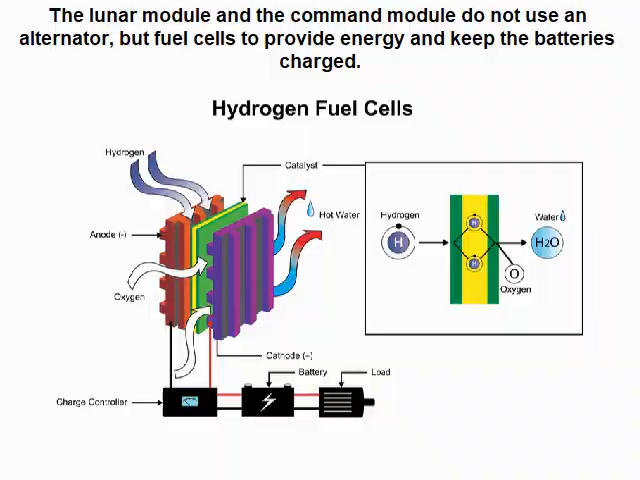 The lunar module and the command module do not use an
alternator, but fuel cells to provide energy and keep the batteries
charged.
Hydrogen Fuel Cells
Hydrogen
Catalyst
Hot Water
Anode (-)
Oxygen
Cathode (+)
Battery
Load
Charge Controller
Hydrogen
Water
H
H
H
H2O
O
Oxygen